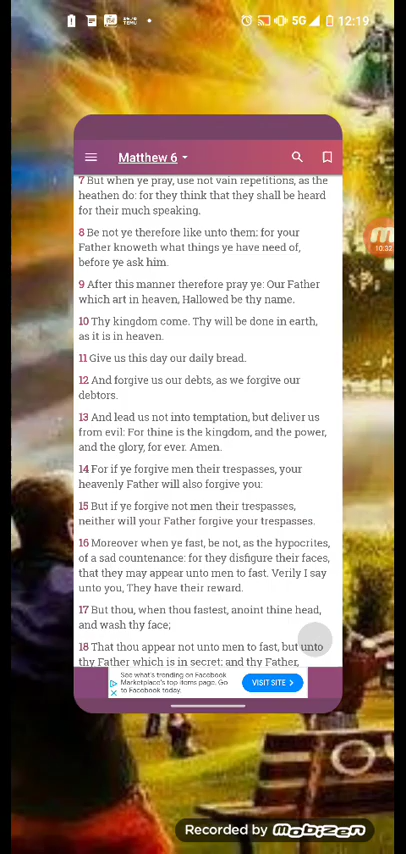 5G 12:19
Matthew 6
10:32
7 But when ye pray, use not vain repetitions, as the
heathen do: for they think that they shall be heard
for their much speaking.
8 Be not ye therefore like unto them: for your
Father knoweth what things ye have need of,
before ye ask him.
9 After this manner therefore pray ye: Our Father
which art in heaven, Hallowed be thy name.
10 Thy kingdom come. Thy will be done in earth,
as it is in heaven.
11 Give us this day our daily bread.
12 And forgive us our debts, as we forgive our
debtors.
13 And lead us not into temptation, but deliver us
from evil: For thine is the kingdom, and the power,
and the glory, for ever. Amen.
14 For if ye forgive men their trespasses, your
heavenly Father will also forgive you:
15 But if ye forgive not men their trespasses,
neither will your Father forgive your trespasses.
16 Moreover when ye fast, be not, as the hypocrites,
of a sad countenance: for they disfigure their faces,
that they may appear unto men to fast. Verily I say
unto you, They have their reward.
17 But thou, when thou fastest, anoint thine head,
and wash thy face;
18 That thou appear not unto men to fast, but unto
thy Father which is in secret: and thy Father,
See what's trending on Facebook
Marketplace's top items page. Go
to Facebook today.
VISIT SITE
Recorded by mobizen